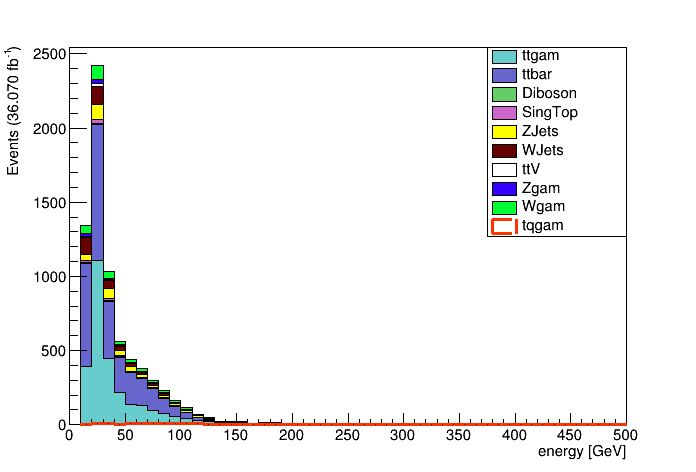 Events (36.070 fb⁻¹)
2500
2000
1500
1000
500
0
0 50 100 150 200 250 300 350 400 450 500
energy [GeV]
ttgam
ttbar
Diboson
SingTop
ZJets
WJets
ttV
Zgam
Wgam
tqgam